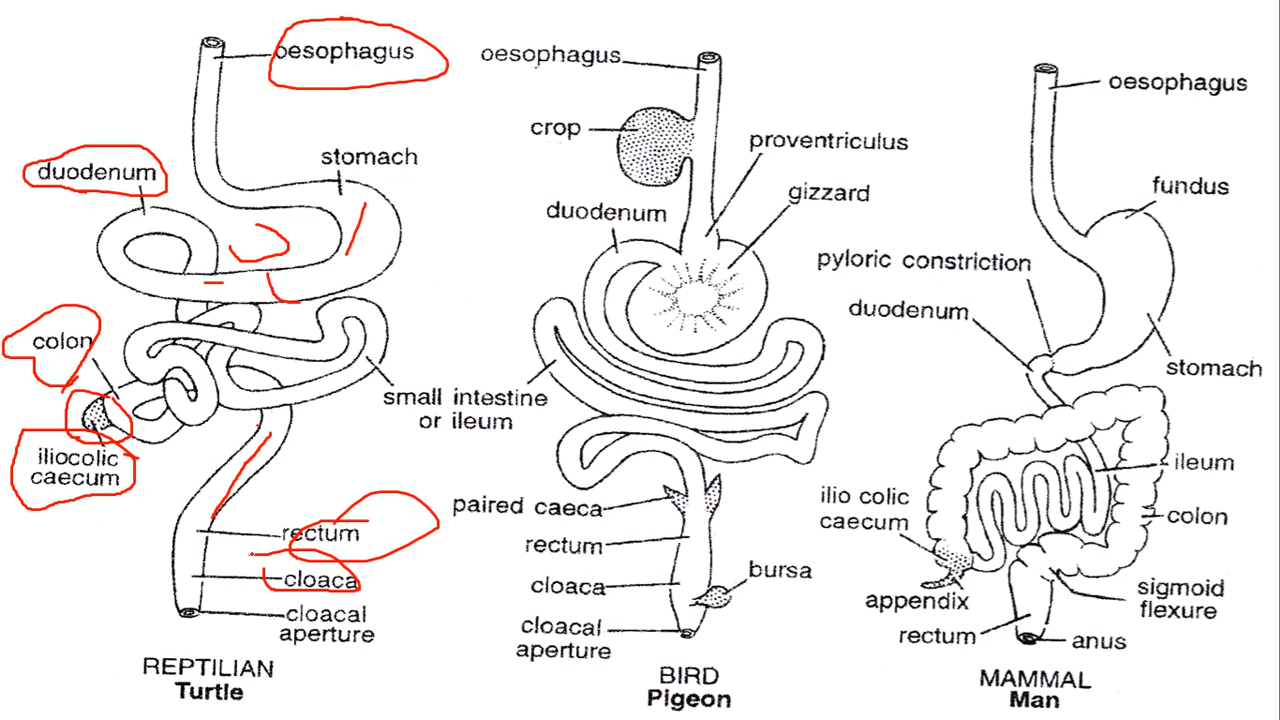 oesophagus
duodenum
stomach
colon
small intestine
or ileum
iliocolic
caecum
rectum
cloaca
cloacal
aperture
REPTILIAN
Turtle
oesophagus
crop
proventriculus
gizzard
duodenum
paired caeca
rectum
cloaca
bursa
cloacal
aperture
BIRD
Pigeon
oesophagus
fundus
pyloric constriction
duodenum
stomach
ileum
ilio colic
caecum
colon
appendix
sigmoid
flexure
rectum
anus
MAMMAL
Man